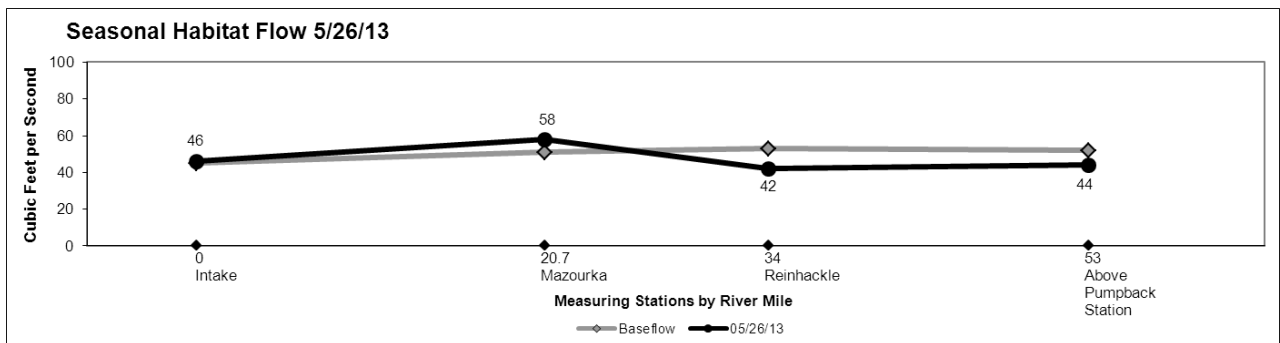 Seasonal Habitat Flow 5/26/13
Cubic Feet per Second
100
80
60
40
20
0
46
58
42
44
0
Intake
20.7
Mazourka
34
Reinhackle
53
Above
Pumpback
Station
Measuring Stations by River Mile
Baseflow 05/26/13